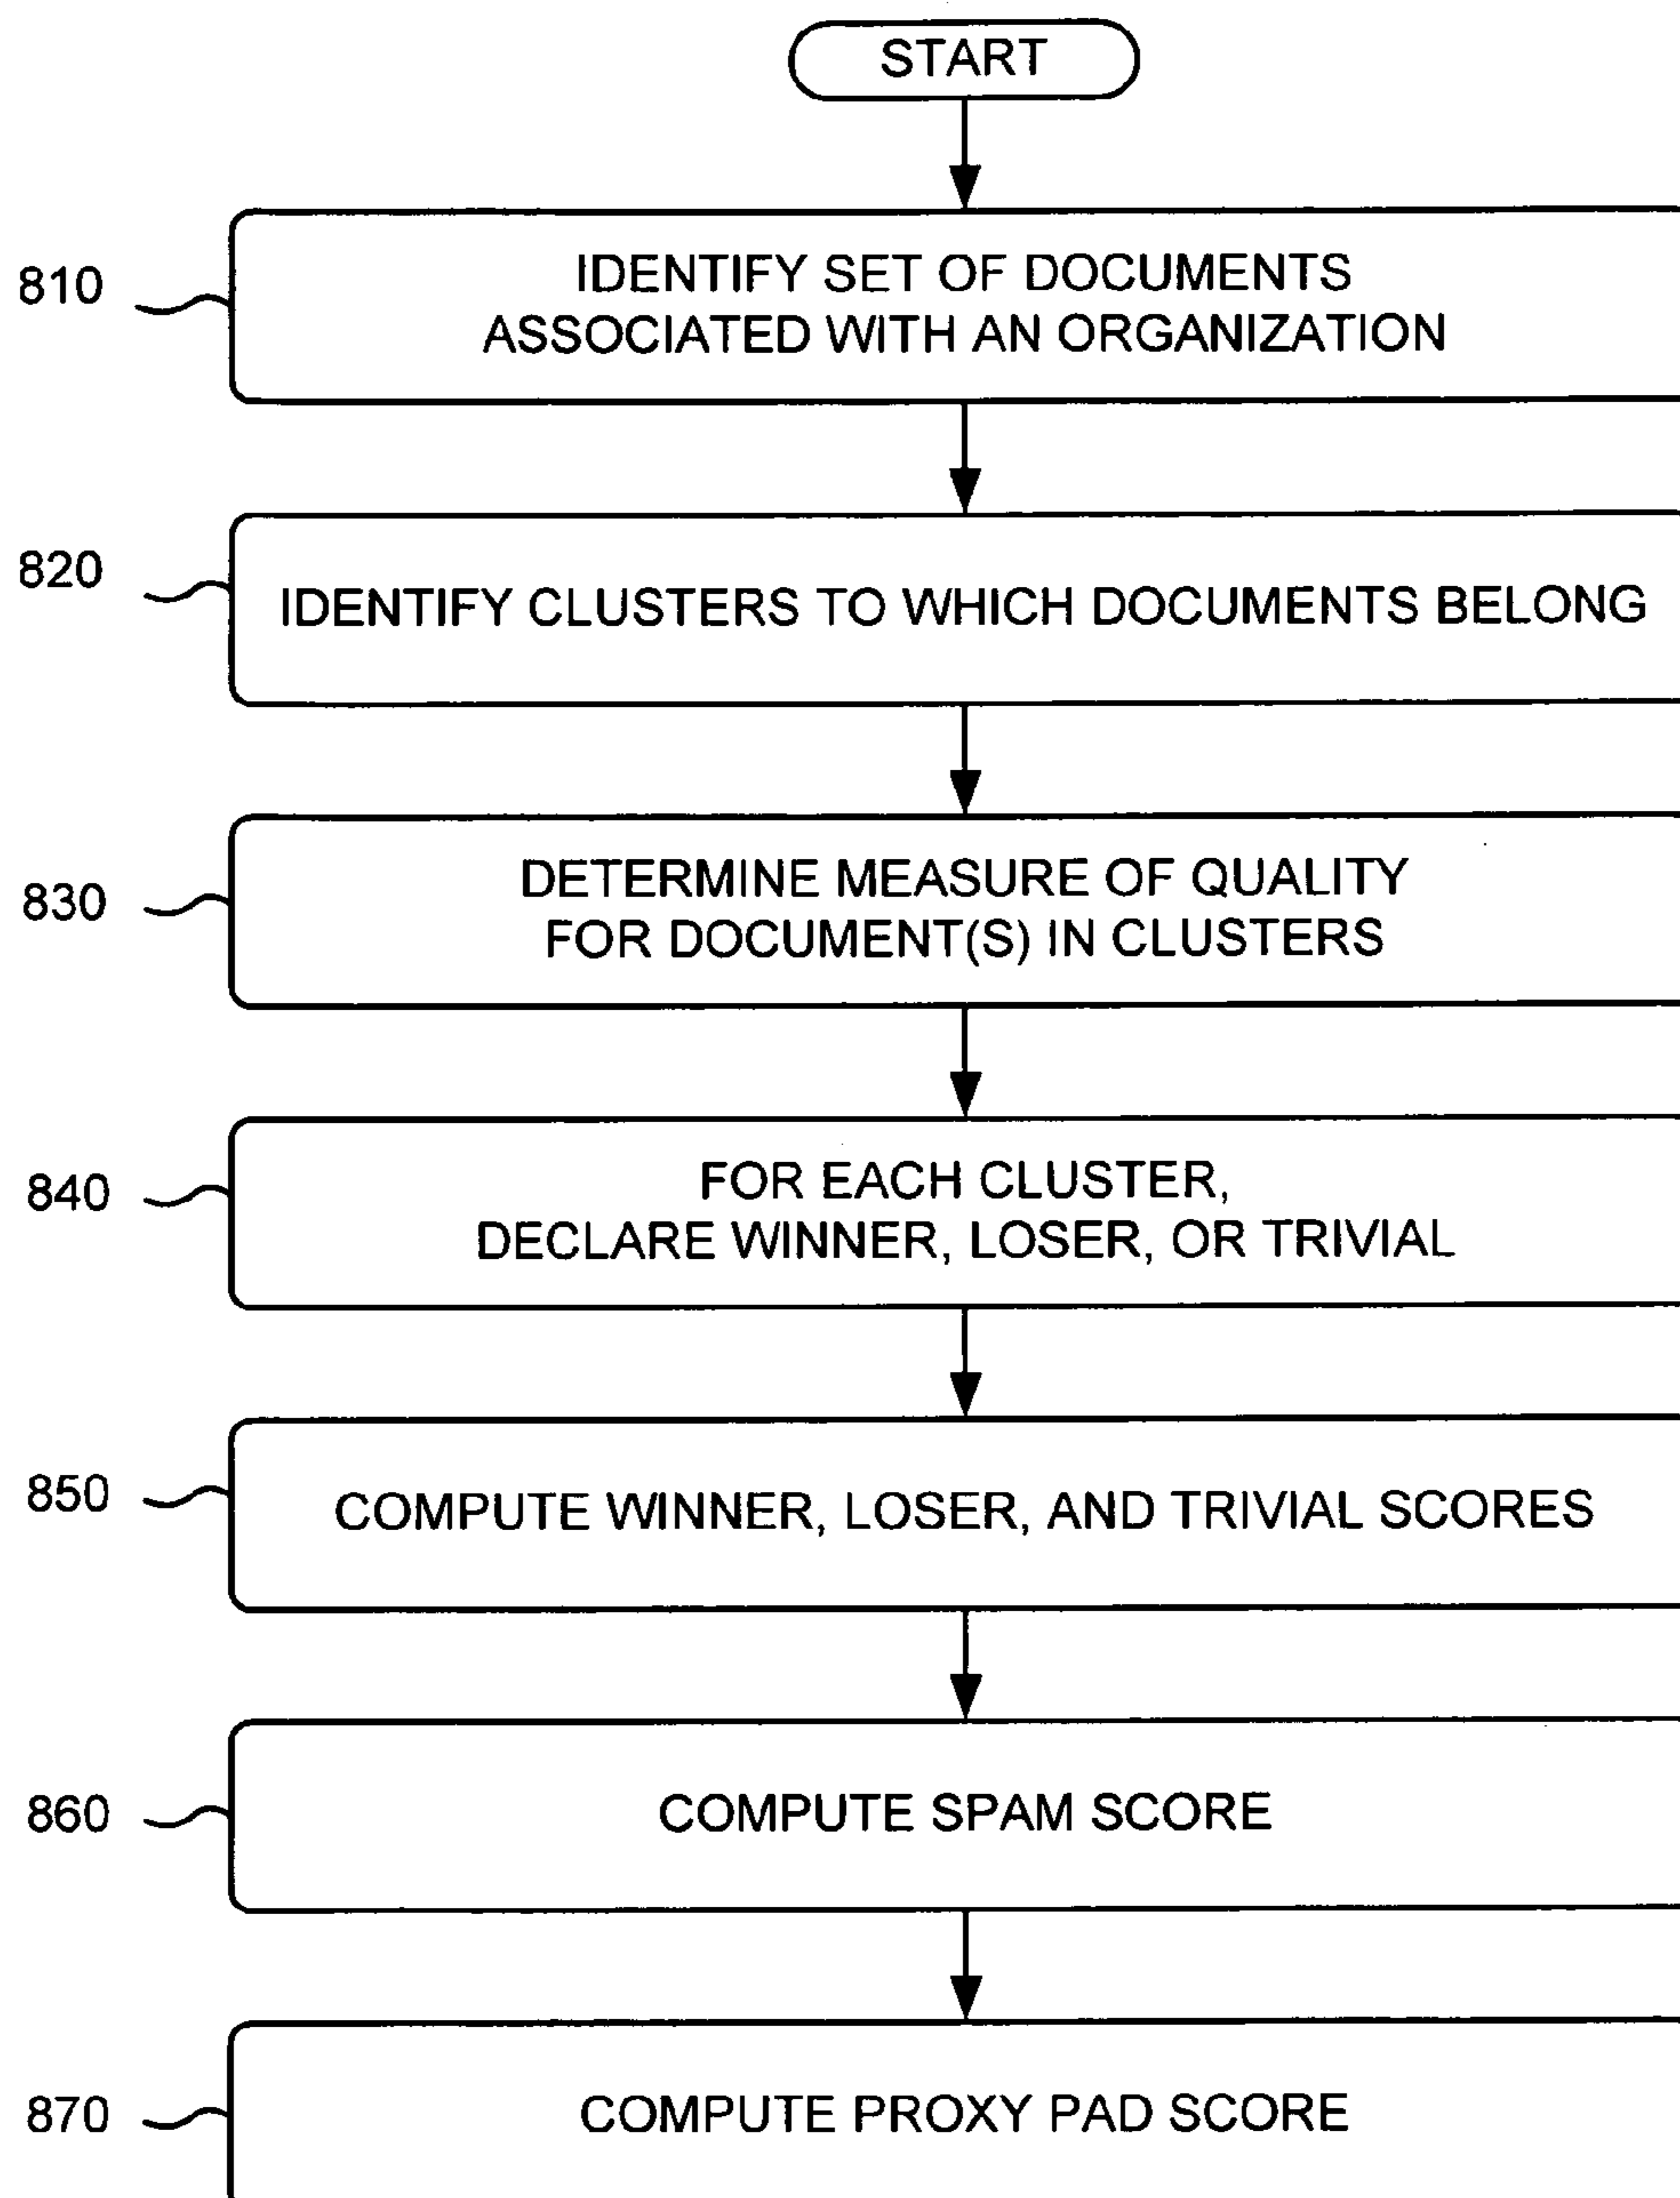 START
810
IDENTIFY SET OF DOCUMENTS
ASSOCIATED WITH AN ORGANIZATION
820
IDENTIFY CLUSTERS TO WHICH DOCUMENTS BELONG
830
DETERMINE MEASURE OF QUALITY
FOR DOCUMENT(S) IN CLUSTERS
840
FOR EACH CLUSTER,
DECLARE WINNER, LOSER, OR TRIVIAL
850
COMPUTE WINNER, LOSER, AND TRIVIAL SCORES
860
COMPUTE SPAM SCORE
870
COMPUTE PROXY PAD SCORE